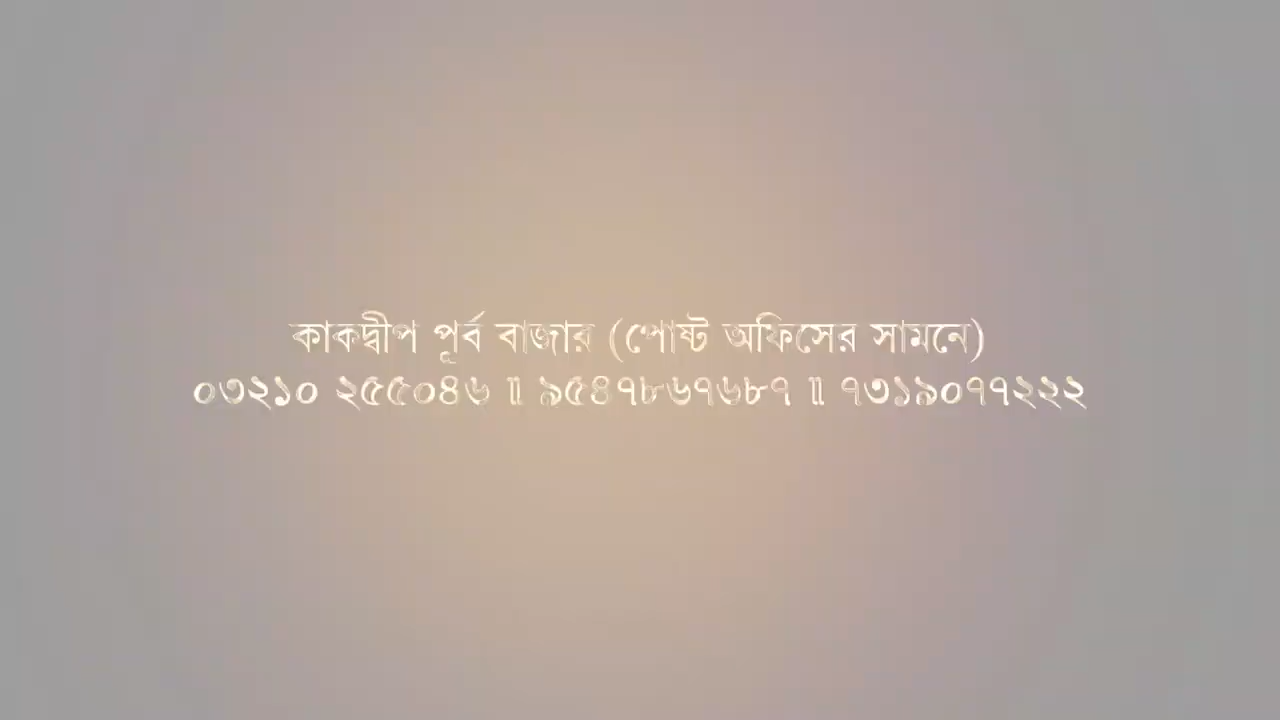 কাকদ্বীপ পূর্ব বাজার (পোষ্ট অফিসের সামনে)
০৩২১০ ২৫৫০৪৬ ॥ ৯৫৪৭৮৬৭৬৮৭ ॥ ৭৩১৯০৭৭২২২